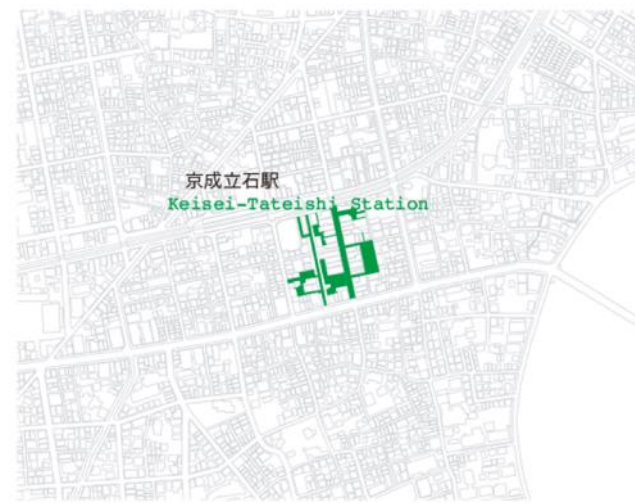 京成立石駅
Keisei-Tateishi Station